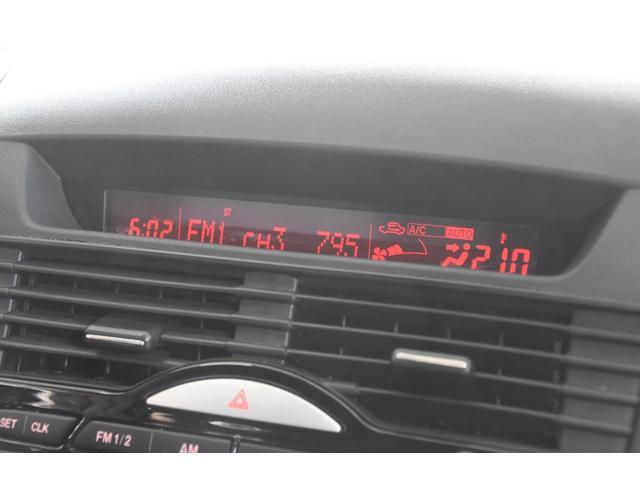 ST
6:02 FM1 CH3 79.5 A/C AUTO 21.0
SET CLK FM1/2 AM